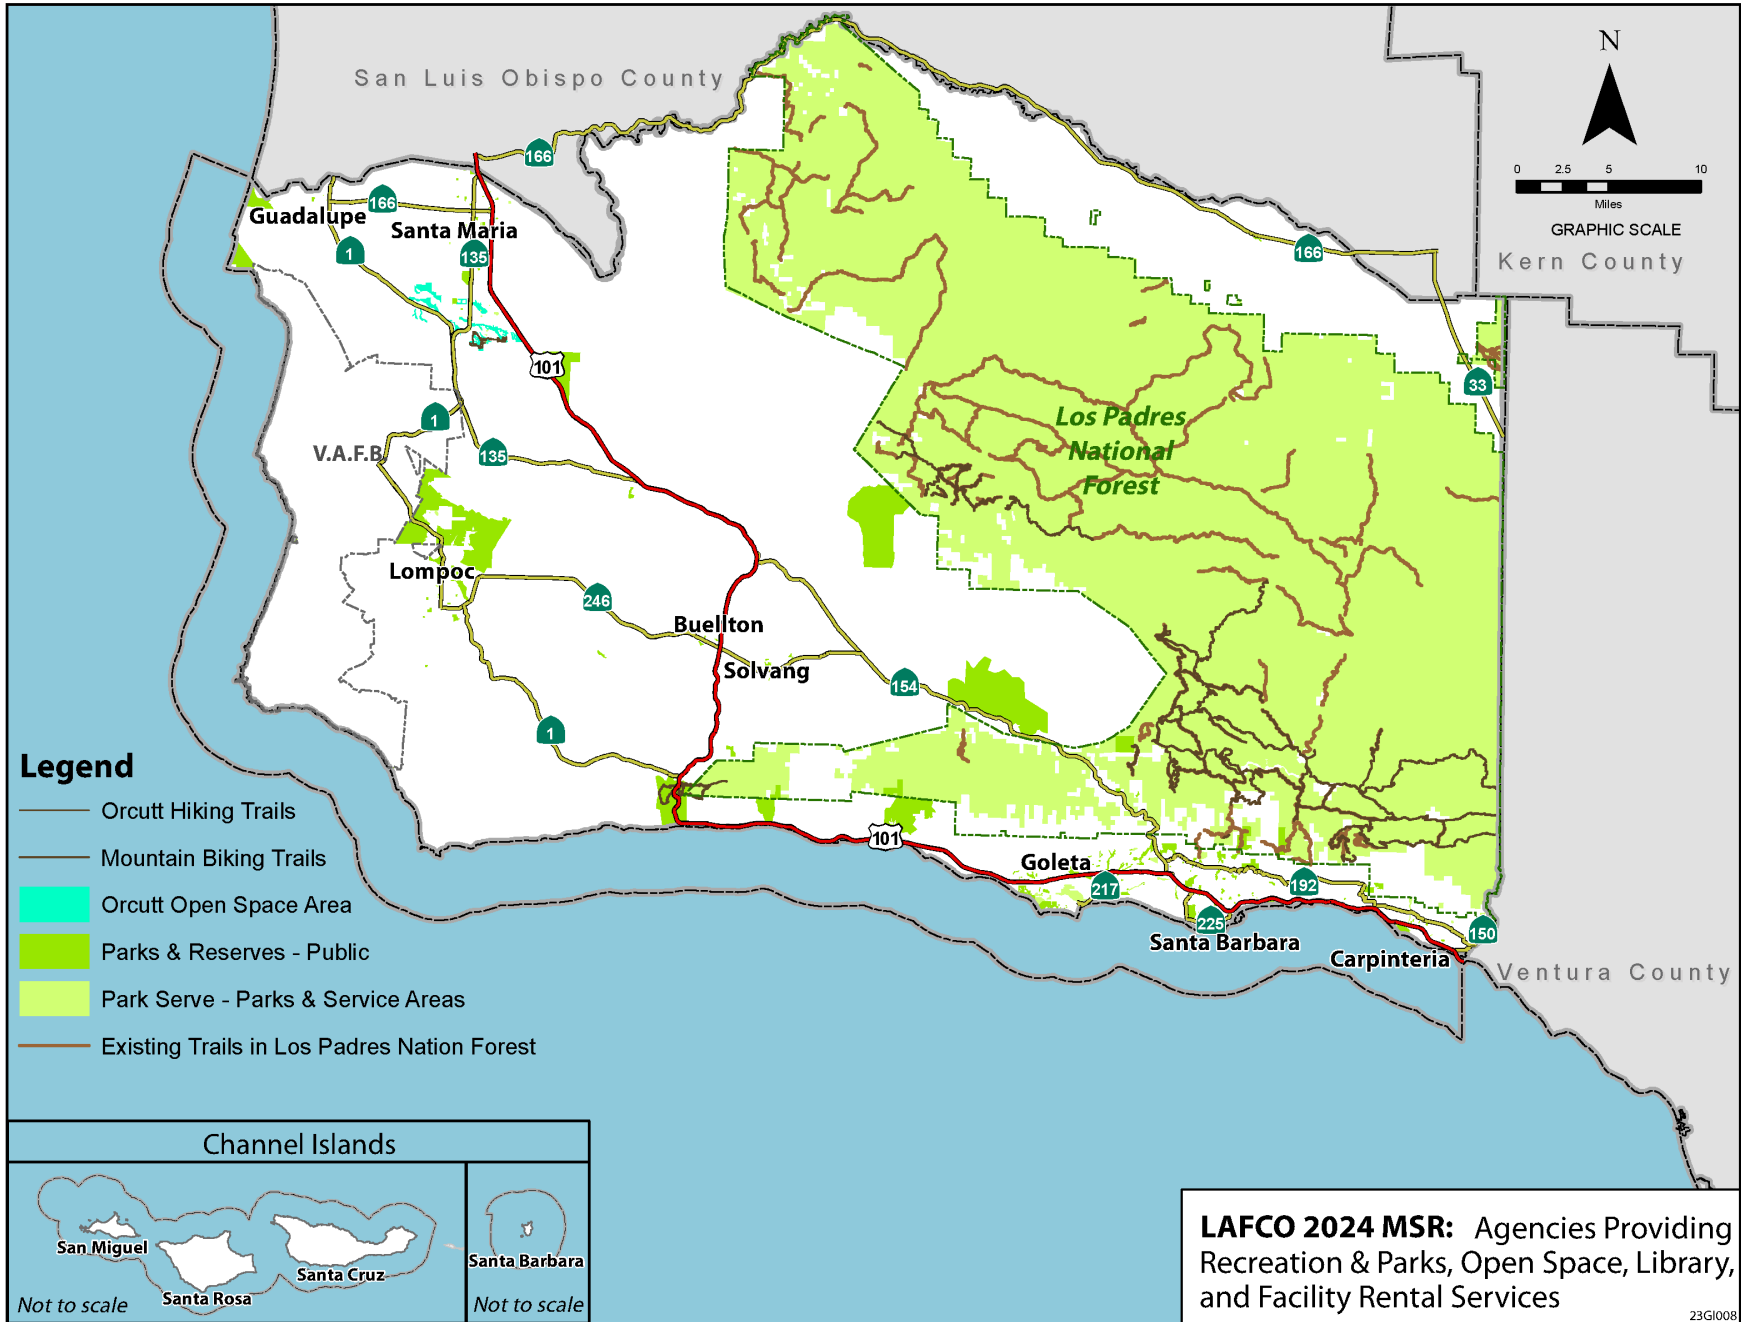 San Luis Obispo County
N
0 2.5 5 10
Miles
GRAPHIC SCALE
Kern County
166
166
Guadalupe
Santa Maria
1
135
166
101
33
1
V.A.F.B.
135
Los Padres
National
Forest
Lompoc
246
Buellton
Solvang
154
1
101
Goleta
217
192
225
Santa Barbara
150
Carpinteria
Ventura County
Legend
Orcutt Hiking Trails
Mountain Biking Trails
Orcutt Open Space Area
Parks & Reserves - Public
Park Serve - Parks & Service Areas
Existing Trails in Los Padres Nation Forest
Channel Islands
San Miguel
Santa Rosa
Santa Cruz
Santa Barbara
Not to scale
Not to scale
LAFCO 2024 MSR: Agencies Providing
Recreation & Parks, Open Space, Library,
and Facility Rental Services
23GI008